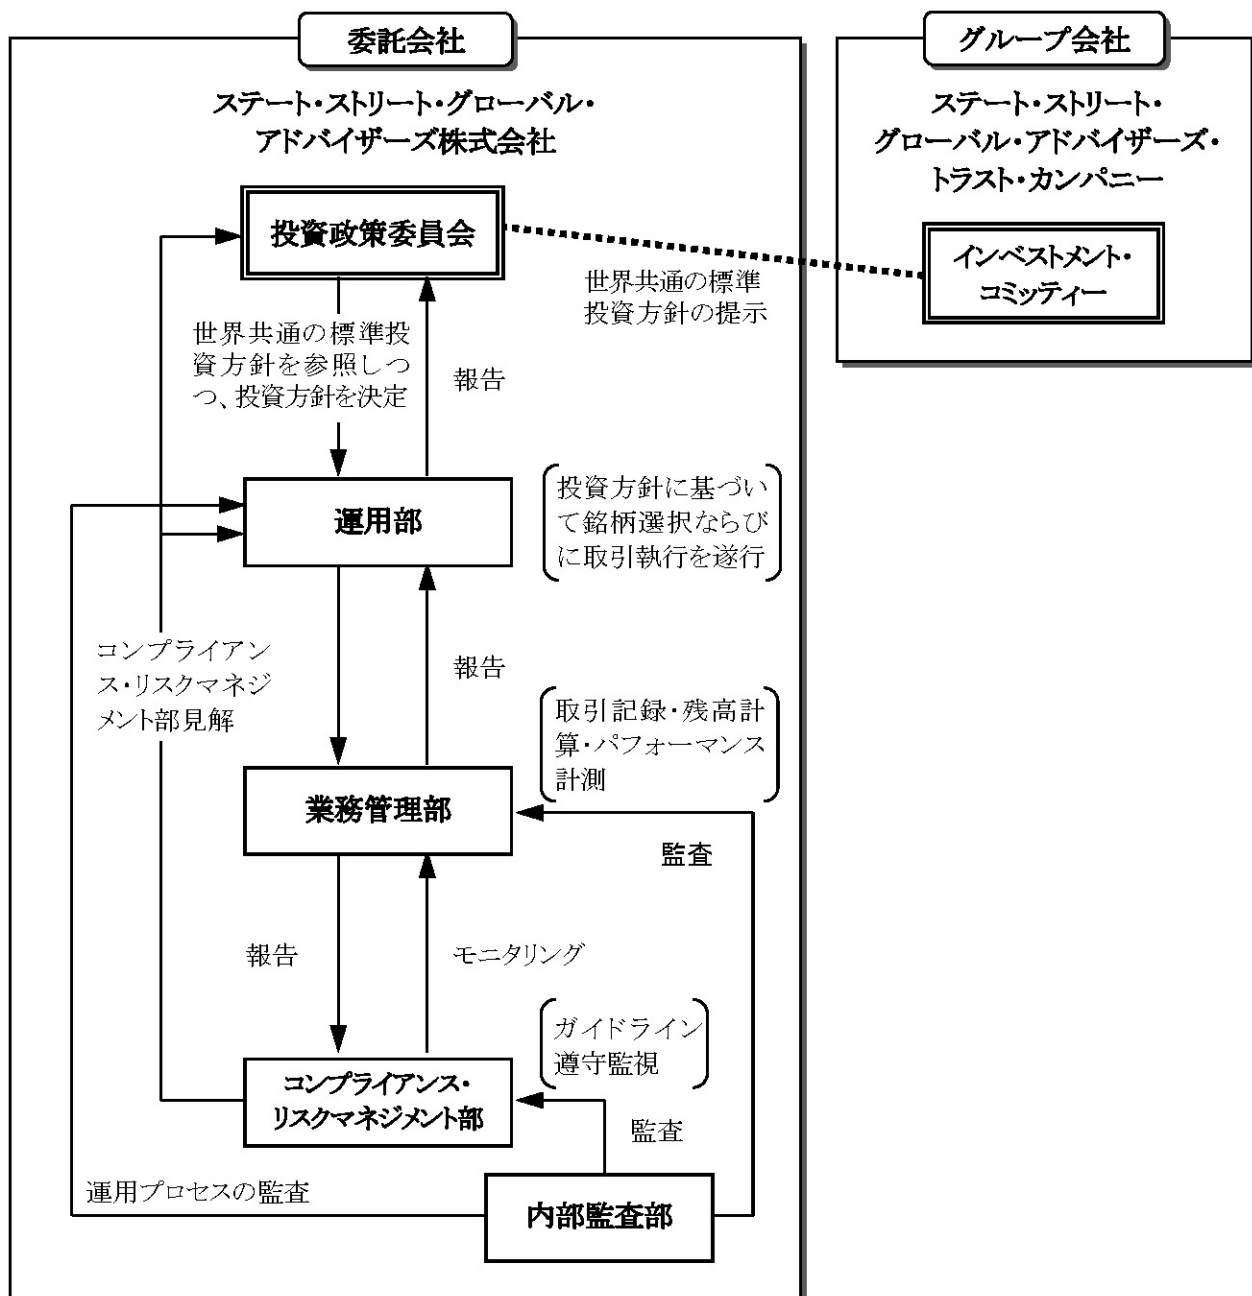 委託会社
ステート・ストリート・グローバル・
アドバイザーズ株式会社
グループ会社
ステート・ストリート・
グローバル・アドバイザーズ・
トラスト・カンパニー
投資政策委員会
インベストメント・
コミッティー
世界共通の標準
投資方針の提示
世界共通の標準投
資方針を参照しつ
つ、投資方針を決定
報告
運用部
投資方針に基づい
て銘柄選択ならび
に取引執行を遂行
コンプライアン
ス・リスクマネジ
メント部見解
報告
取引記録・残高計
算・パフォーマンス
計測
業務管理部
監査
報告
モニタリング
ガイドライン
遵守監視
コンプライアンス・
リスクマネジメント部
監査
運用プロセスの監査
内部監査部